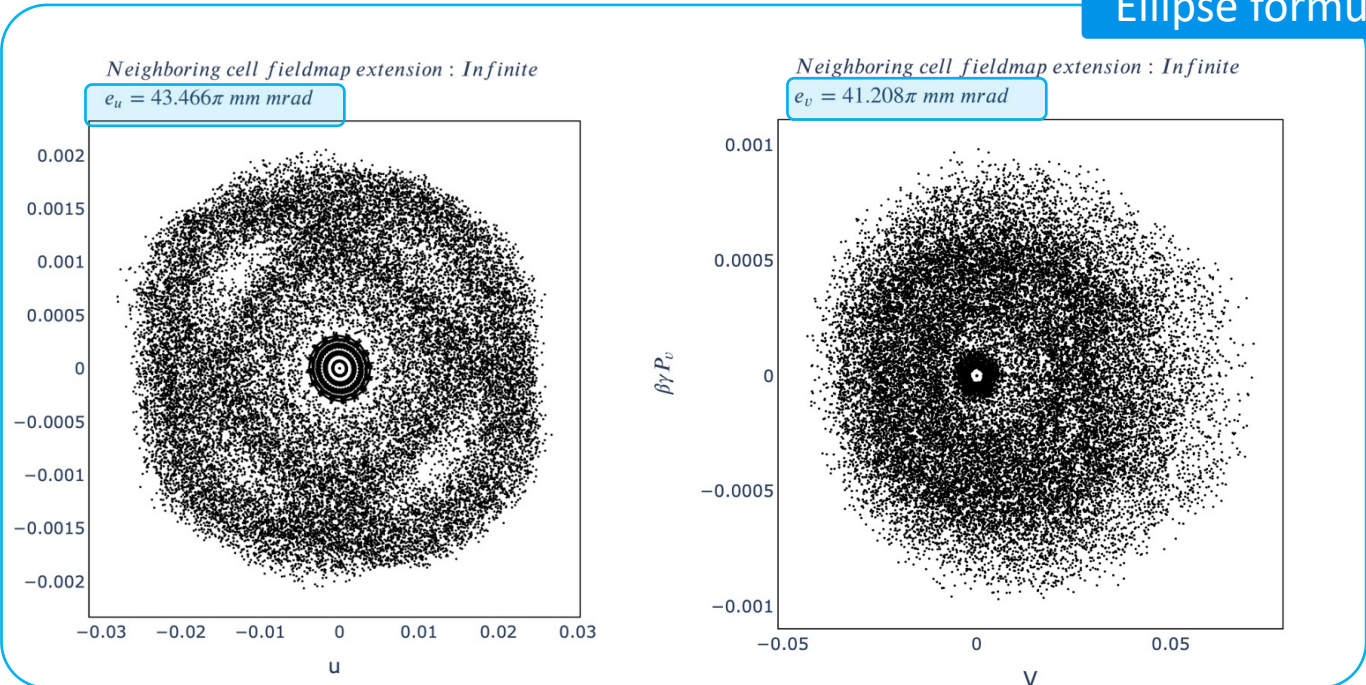 Ellipse formu
Neighboring cell fieldmap extension : Infinite
e_u = 43.466π mm mrad
0.002
0.0015
0.001
0.0005
0
−0.0005
−0.001
−0.0015
−0.002
−0.03 −0.02 −0.01 0 0.01 0.02 0.03
u
Neighboring cell fieldmap extension : Infinite
e_v = 41.208π mm mrad
βγP_v
0.001
0.0005
0
−0.0005
−0.001
−0.05 0 0.05
V